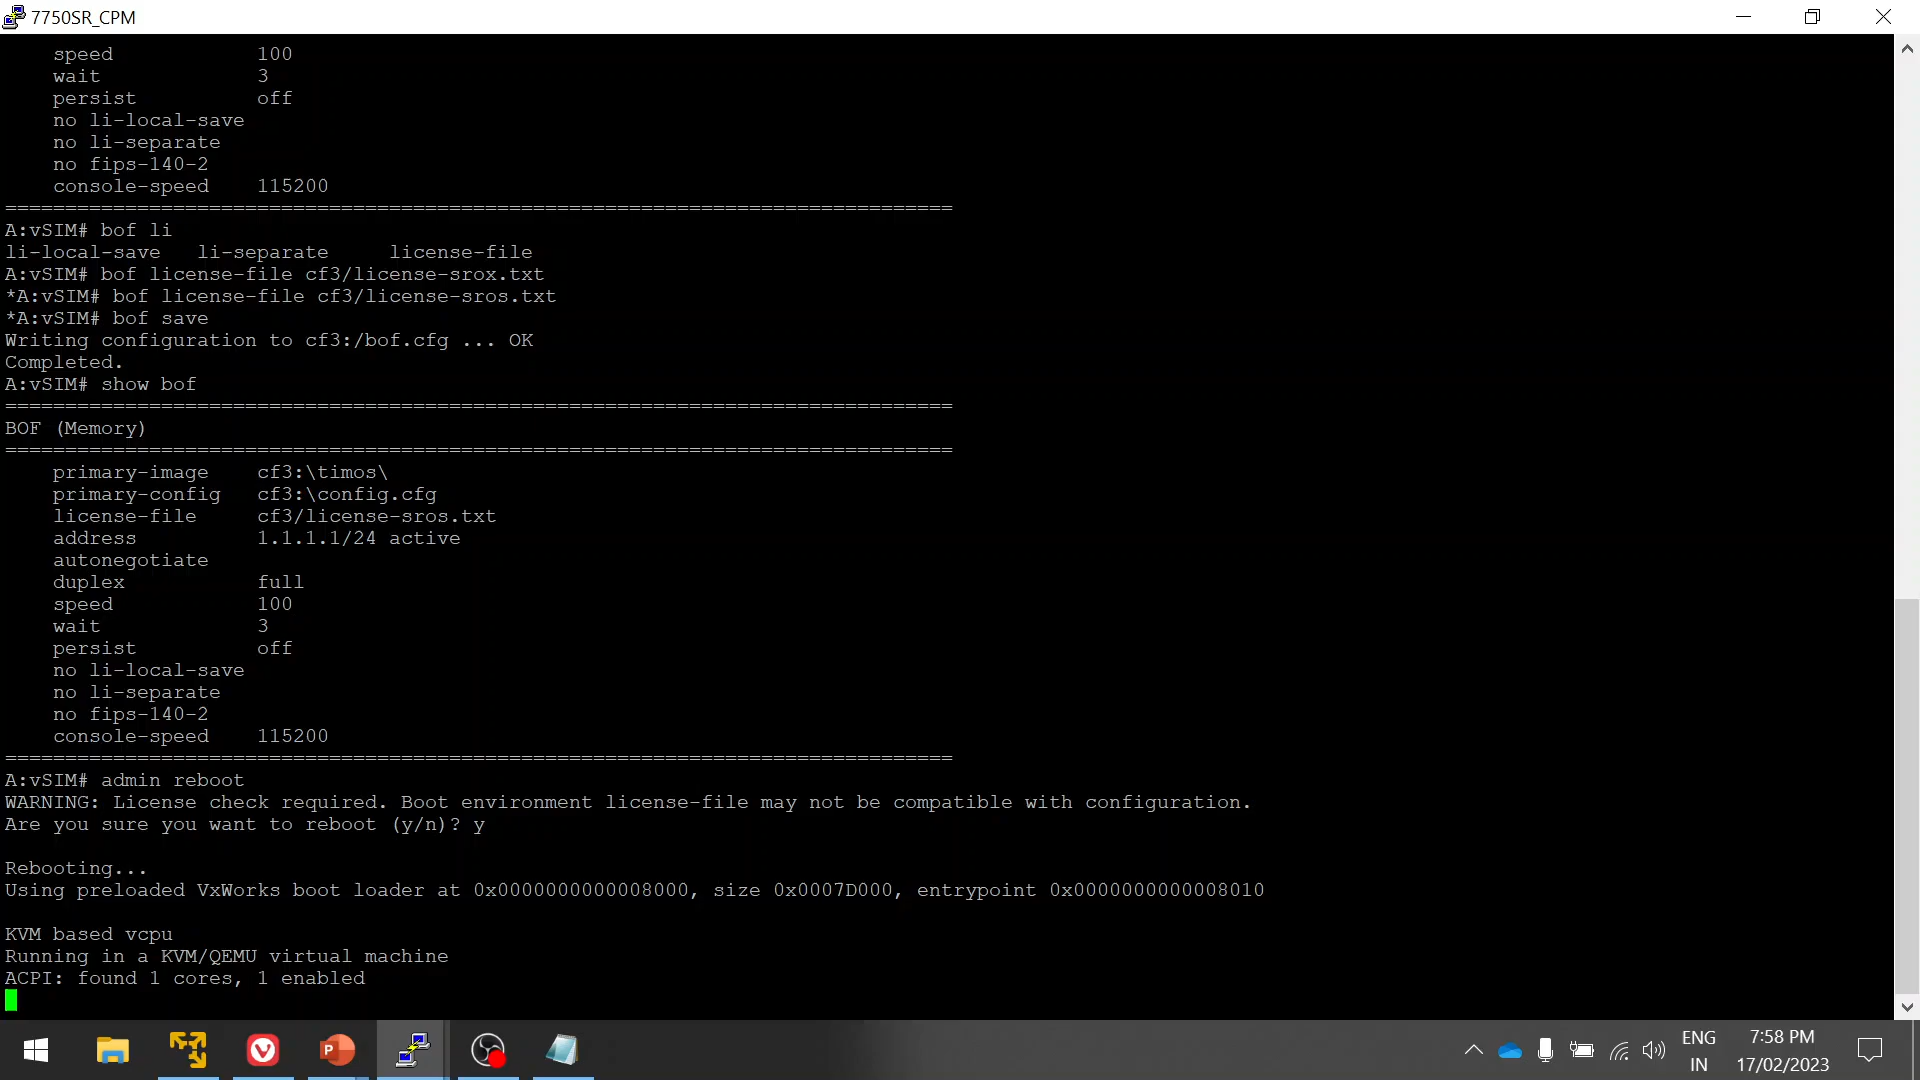 7750SR_CPM
speed 100
wait 3
persist off
no li-local-save
no li-separate
no fips-140-2
console-speed 115200
===============================================================================
A:vSIM# bof li
li-local-save li-separate license-file
A:vSIM# bof license-file cf3/license-srox.txt
*A:vSIM# bof license-file cf3/license-sros.txt
*A:vSIM# bof save
Writing configuration to cf3:/bof.cfg ... OK
Completed.
A:vSIM# show bof
===============================================================================
BOF (Memory)
===============================================================================
primary-image cf3:\timos\
primary-config cf3:\config.cfg
license-file cf3/license-sros.txt
address 1.1.1.1/24 active
autonegotiate
duplex full
speed 100
wait 3
persist off
no li-local-save
no li-separate
no fips-140-2
console-speed 115200
===============================================================================
A:vSIM# admin reboot
WARNING: License check required. Boot environment license-file may not be compatible with configuration.
Are you sure you want to reboot (y/n)? y
Rebooting...
Using preloaded VxWorks boot loader at 0x0000000000008000, size 0x0007D000, entrypoint 0x0000000000008010
KVM based vcpu
Running in a KVM/QEMU virtual machine
ACPI: found 1 cores, 1 enabled
P
ENG
IN
7:58 PM
17/02/2023